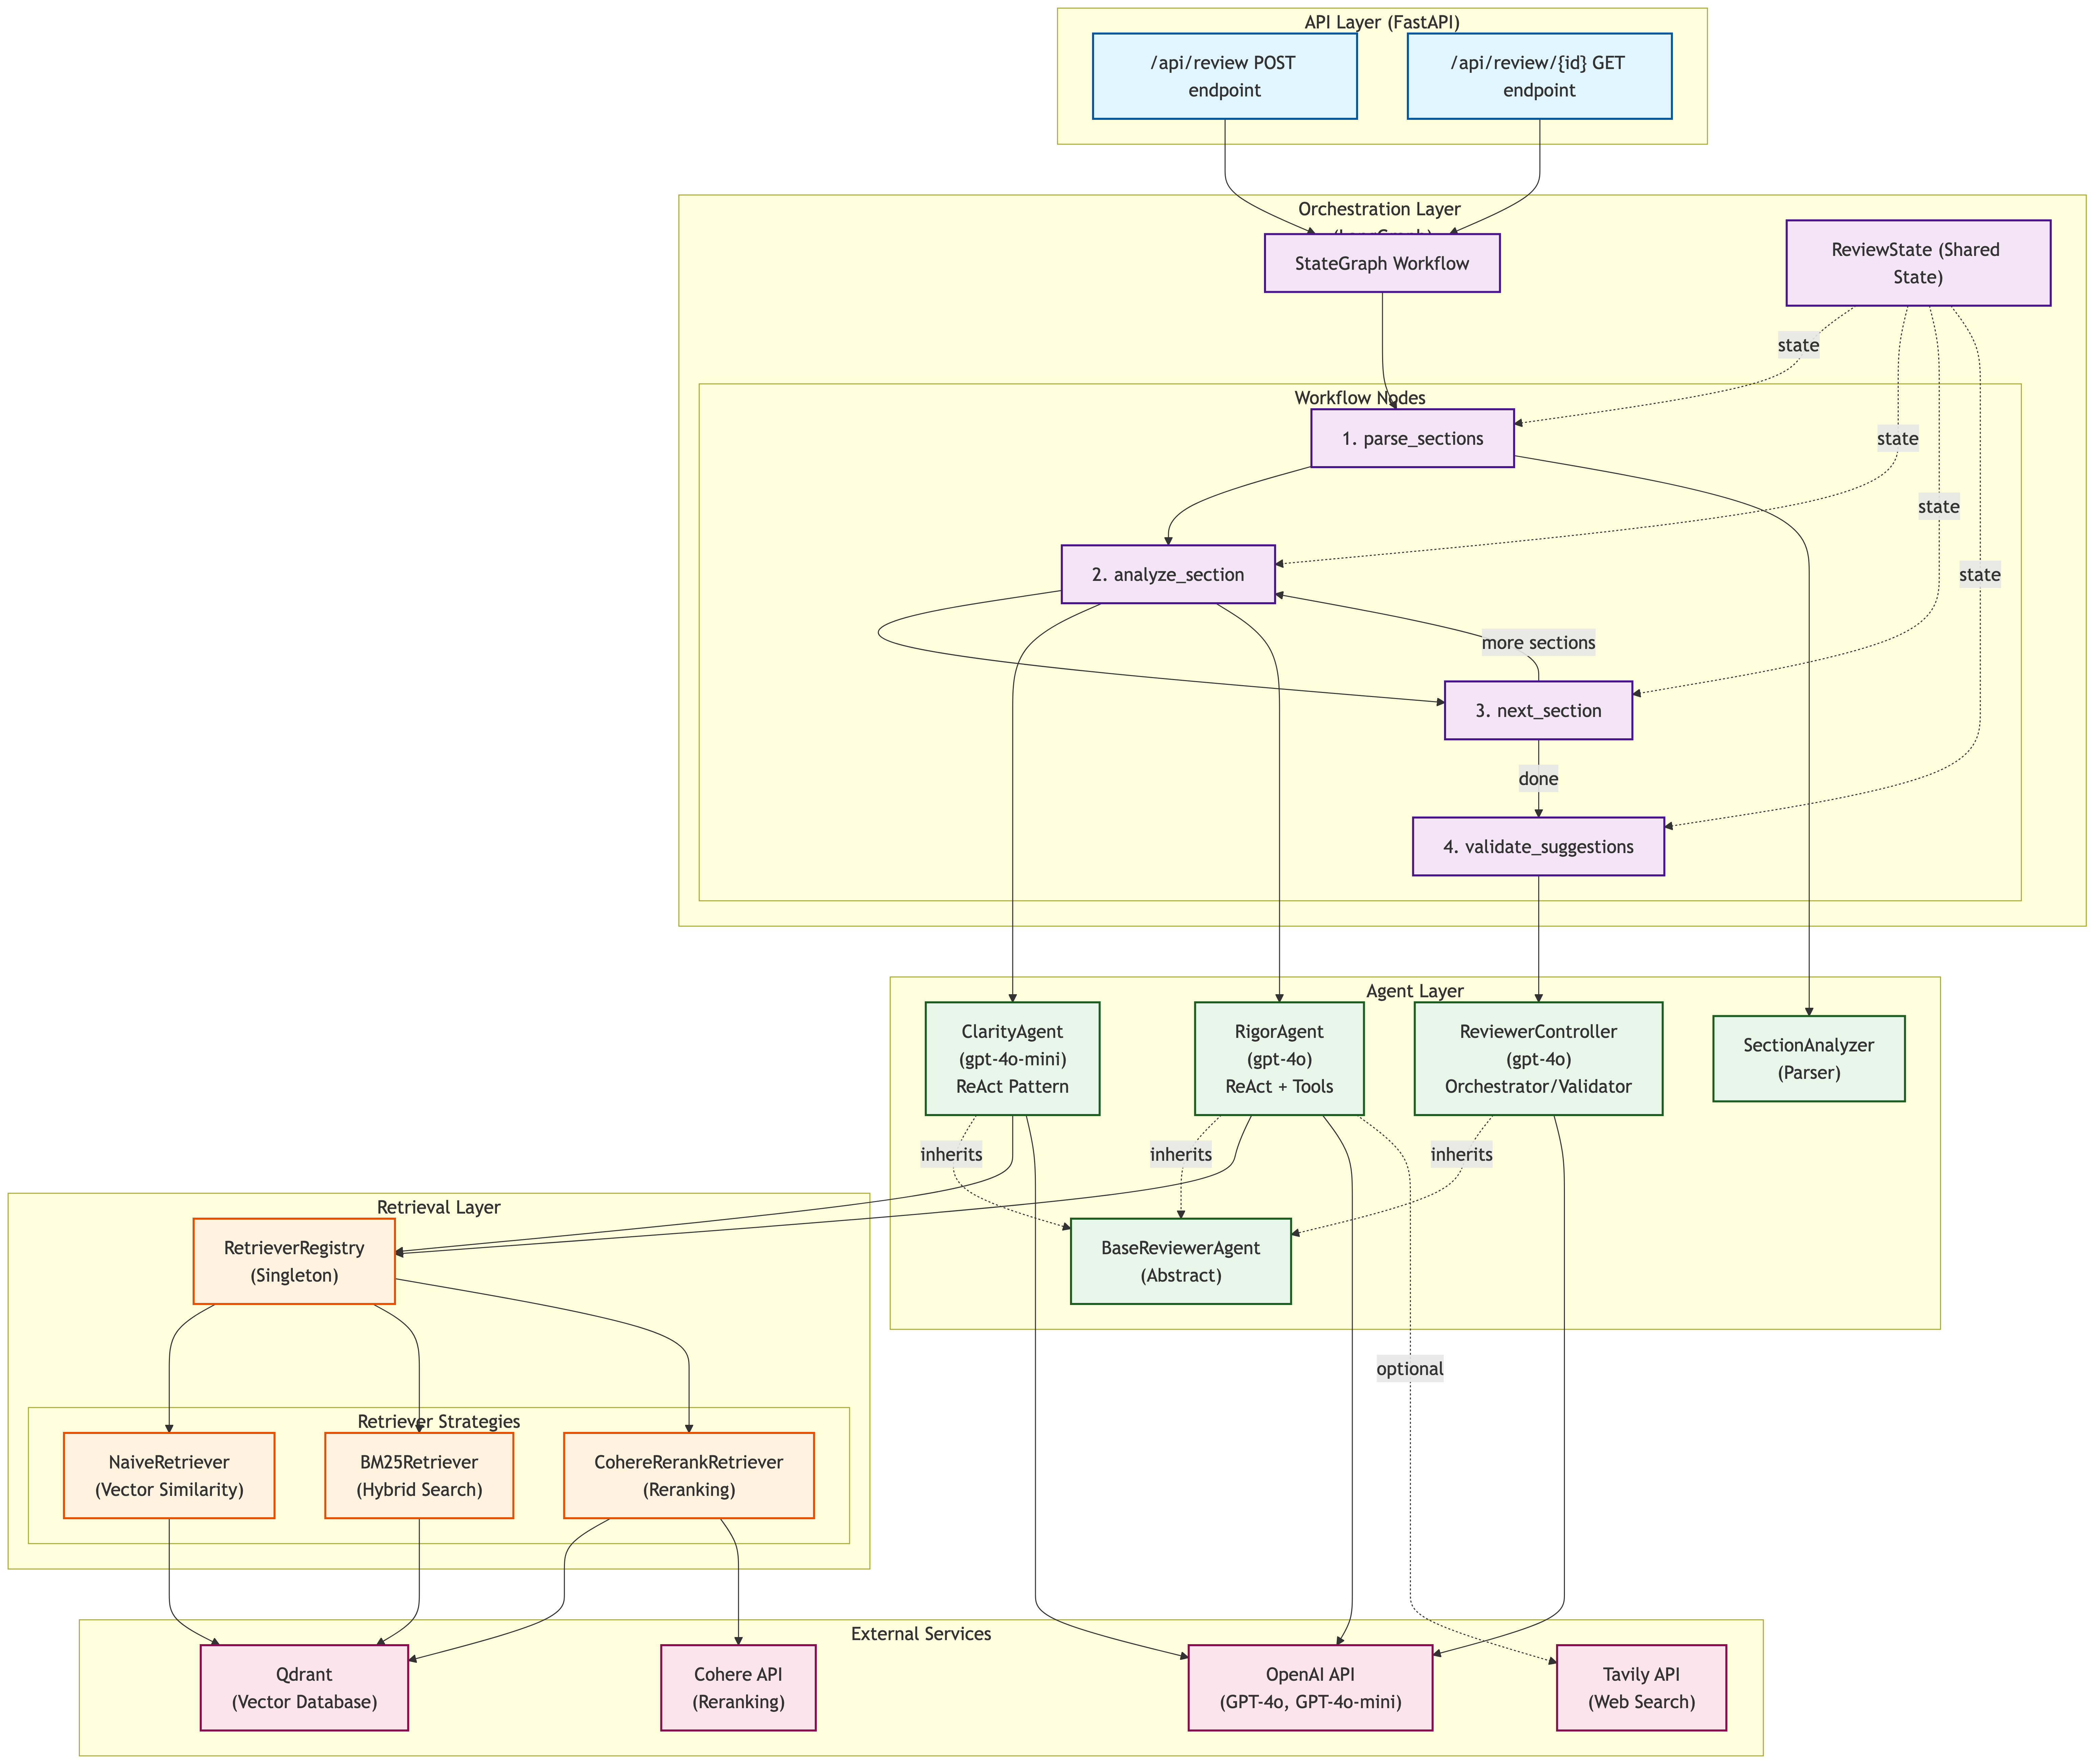 API Layer (FastAPI)
/api/review POST
endpoint
/api/review/{id} GET
endpoint
Orchestration Layer
StateGraph Workflow
ReviewState (Shared
State)
state
state
state
state
Workflow Nodes
1. parse_sections
2. analyze_section
more sections
3. next_section
done
4. validate_suggestions
Agent Layer
ClarityAgent
(gpt-4o-mini)
ReAct Pattern
RigorAgent
(gpt-4o)
ReAct + Tools
ReviewerController
(gpt-4o)
Orchestrator/Validator
SectionAnalyzer
(Parser)
inherits
inherits
inherits
BaseReviewerAgent
(Abstract)
optional
Retrieval Layer
RetrieverRegistry
(Singleton)
Retriever Strategies
NaiveRetriever
(Vector Similarity)
BM25Retriever
(Hybrid Search)
CohereRerankRetriever
(Reranking)
External Services
Qdrant
(Vector Database)
Cohere API
(Reranking)
OpenAI API
(GPT-4o, GPT-4o-mini)
Tavily API
(Web Search)